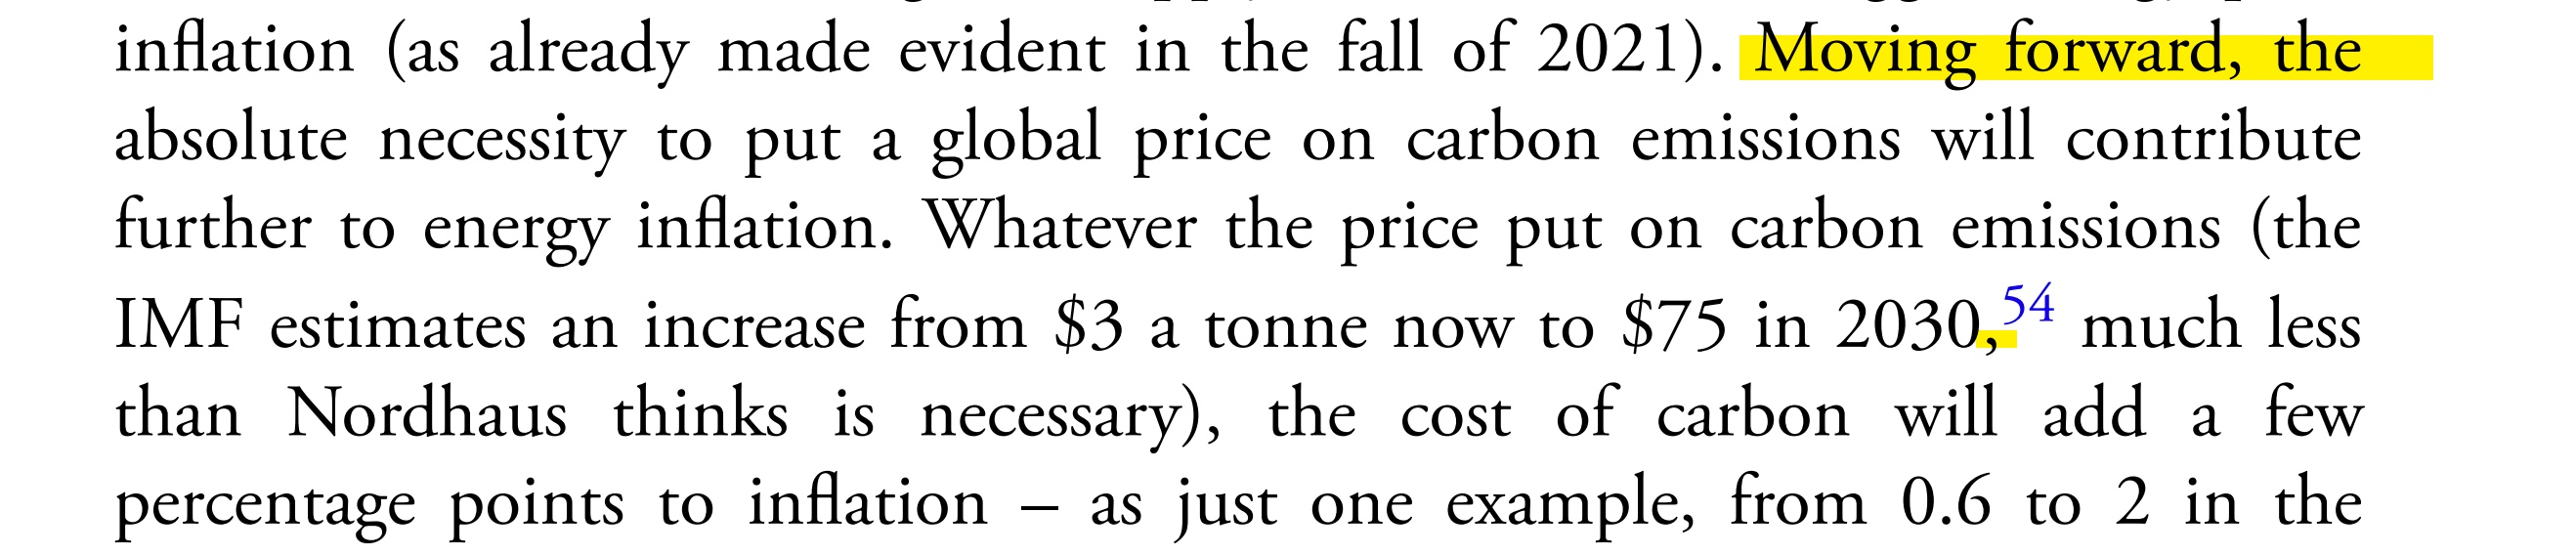 inflation (as already made evident in the fall of 2021). Moving forward, the
absolute necessity to put a global price on carbon emissions will contribute
further to energy inflation. Whatever the price put on carbon emissions (the
IMF estimates an increase from $3 a tonne now to $75 in 2030,54 much less
than Nordhaus thinks is necessary), the cost of carbon will add a few
percentage points to inflation – as just one example, from 0.6 to 2 in the